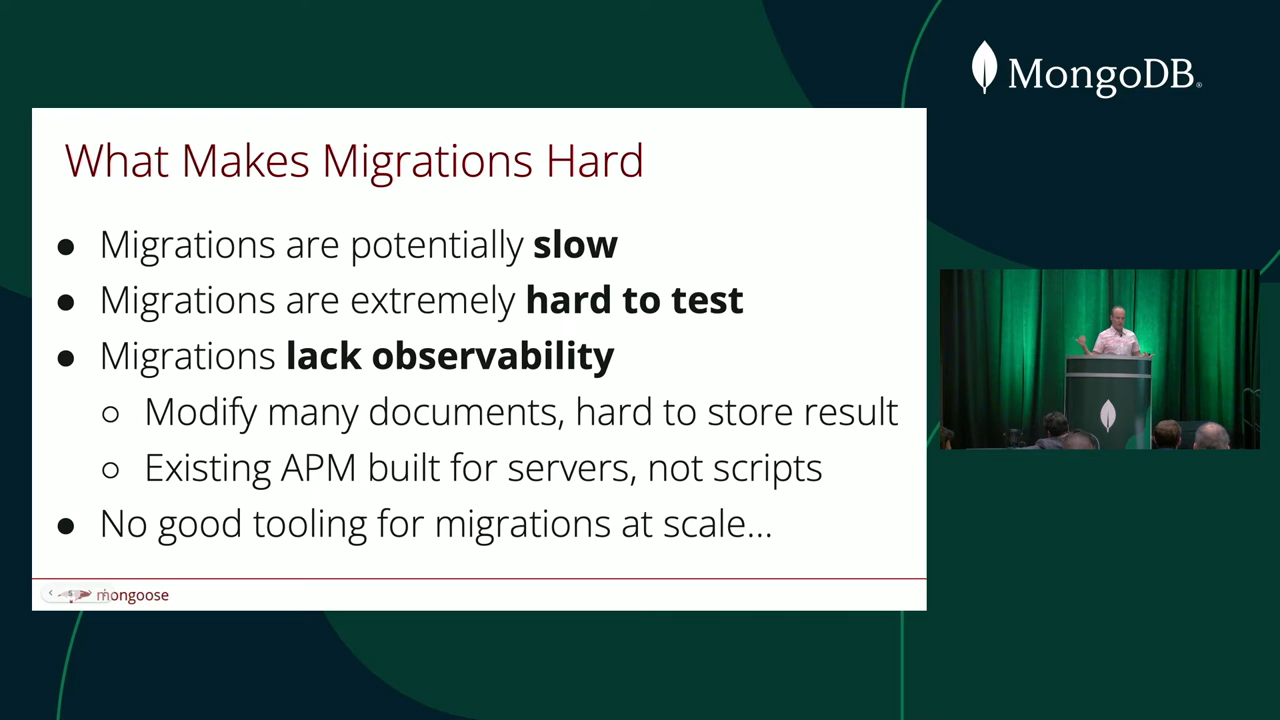 MongoDB®
What Makes Migrations Hard
● Migrations are potentially slow
● Migrations are extremely hard to test
● Migrations lack observability
○ Modify many documents, hard to store result
○ Existing APM built for servers, not scripts
● No good tooling for migrations at scale...
mongoose